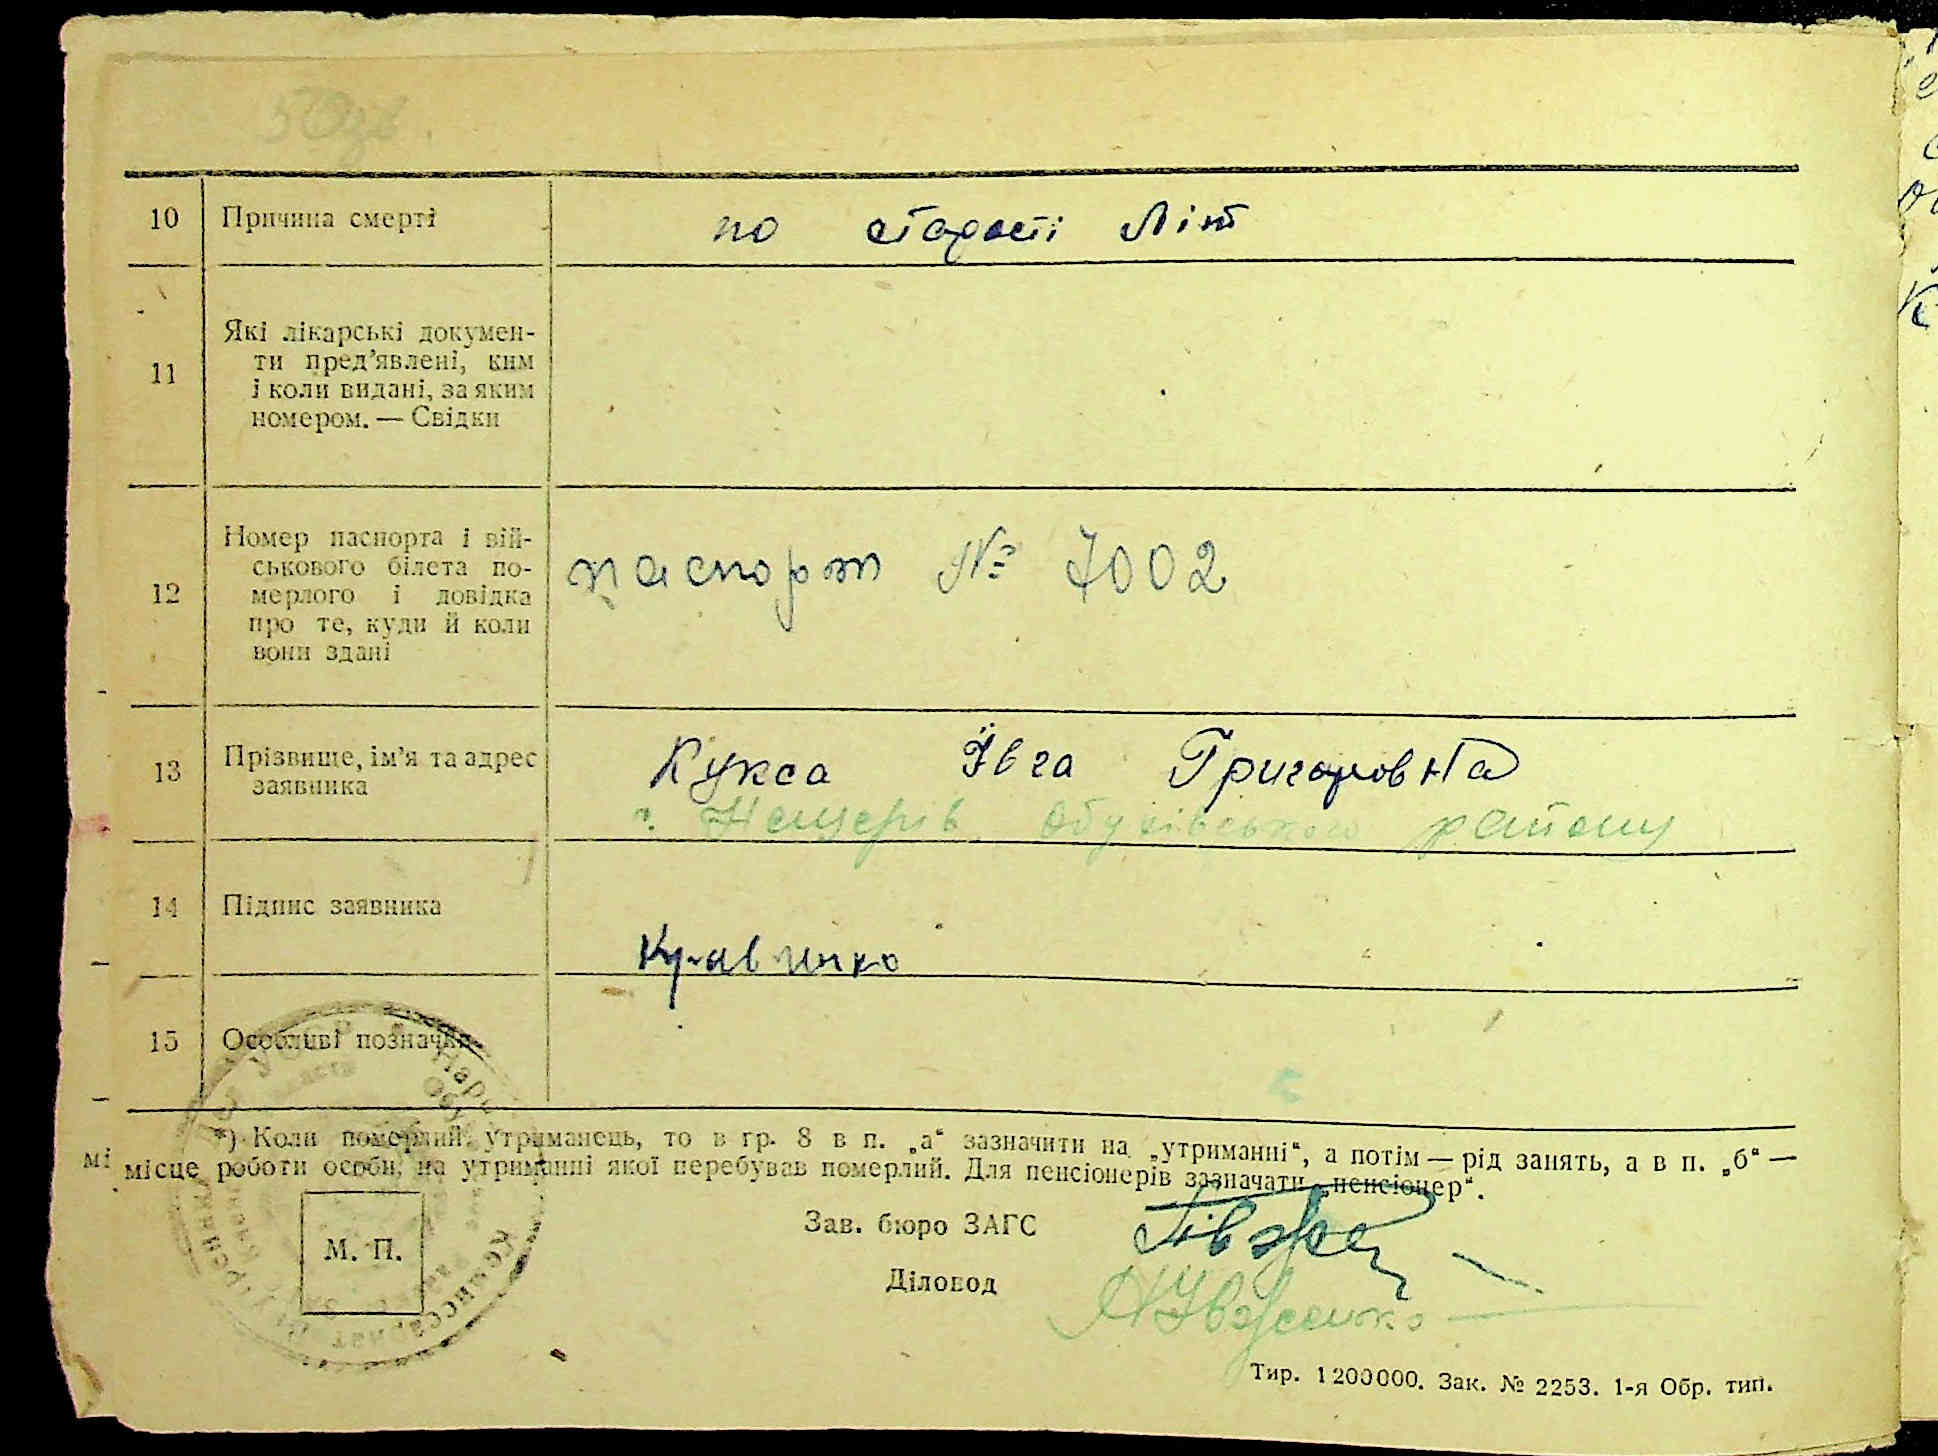 10 Причина смерті по старості літ
11 Які лікарські докумен-
ти пред’явлені, ким
і коли видані, за яким
номером. — Свідки
12 Номер паспорта і вій-
ськового білета по-
мерлого і довідка
про те, куди й коли
вони здані
паспорт № 7002
13 Прізвище, ім’я та адрес
заявника
Кукса Ївга Григоровна
с. Нещерів Обухівського району
14 Підпис заявника
15 Особливі позначки
*) Коли померлий утриманець, то в гр. 8 в п. „а“ зазначити на „утриманні“, а потім — рід занять, а в п. „б“ —
мі місце роботи особи, на утриманні якої перебував померлий. Для пенсіонерів зазначати „пенсіонер“.
М. П.
Зав. бюро ЗАГС
Діловод
Тир. 1200000. Зак. № 2253. 1-я Обр. тип.